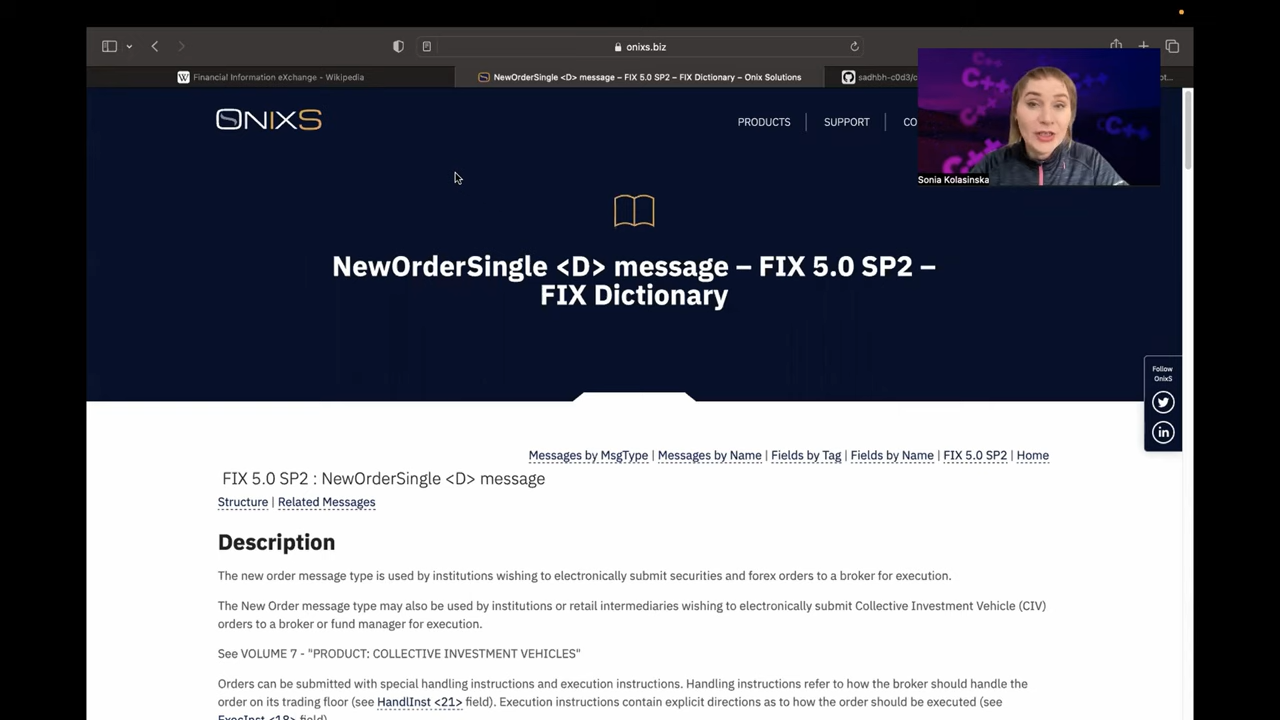 onixs.biz
Financial Information eXchange - Wikipedia
NewOrderSingle <D> message – FIX 5.0 SP2 – FIX Dictionary – Onix Solutions
sadhbh-c0d3/c
ONIXS
PRODUCTS
SUPPORT
CO
C++
Sonia Kolasinska
NewOrderSingle <D> message – FIX 5.0 SP2 –
FIX Dictionary
Follow
OnixS
Messages by MsgType | Messages by Name | Fields by Tag | Fields by Name | FIX 5.0 SP2 | Home
FIX 5.0 SP2 : NewOrderSingle <D> message
Structure | Related Messages
Description
The new order message type is used by institutions wishing to electronically submit securities and forex orders to a broker for execution.
The New Order message type may also be used by institutions or retail intermediaries wishing to electronically submit Collective Investment Vehicle (CIV)
orders to a broker or fund manager for execution.
See VOLUME 7 - "PRODUCT: COLLECTIVE INVESTMENT VEHICLES"
Orders can be submitted with special handling instructions and execution instructions. Handling instructions refer to how the broker should handle the
order on its trading floor (see HandlInst <21> field). Execution instructions contain explicit directions as to how the order should be executed (see
ExecInst <18> field).